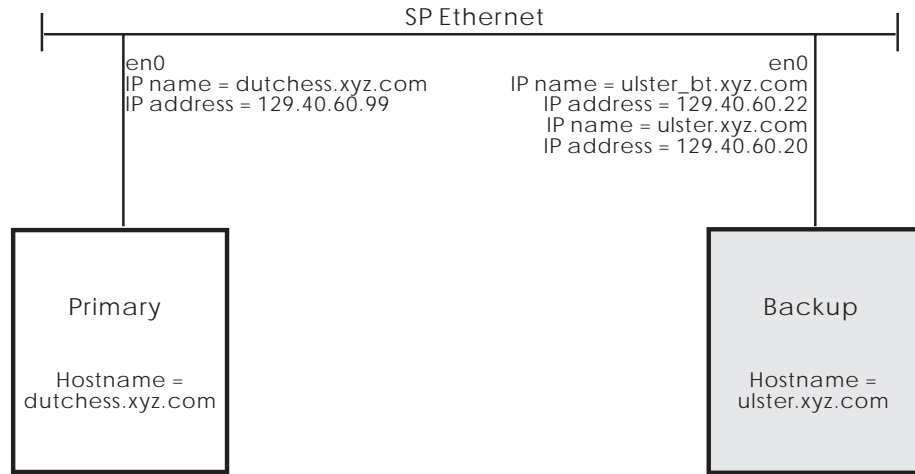 SP Ethernet
en0
IP name = dutchess.xyz.com
IP address = 129.40.60.99
en0
IP name = ulster_bt.xyz.com
IP address = 129.40.60.22
IP name = ulster.xyz.com
IP address = 129.40.60.20
Primary
Hostname =
dutchess.xyz.com
Backup
Hostname =
ulster.xyz.com